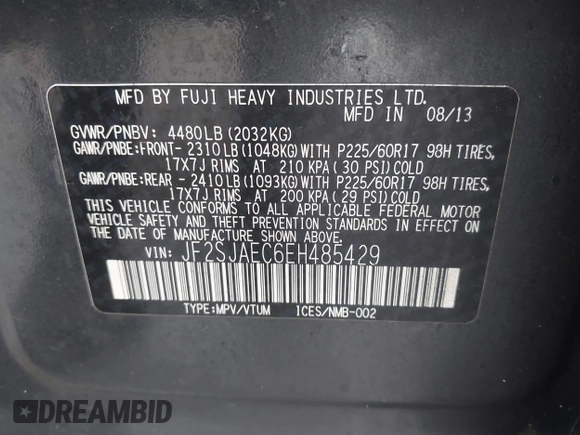 MFD BY FUJI HEAVY INDUSTRIES LTD.
MFD IN 08/13
GVWR/PNBV: 4480LB (2032KG)
GAWR/PNBE:FRONT- 2310LB (1048KG) WITH P225/60R17 98H TIRES,
17X7J RIMS AT 210 KPA (30 PSI) COLD
GAWR/PNBE:REAR - 2410LB (1093KG) WITH P225/60R17 98H TIRES,
17X7J RIMS AT 200 KPA (29 PSI) COLD
THIS VEHICLE CONFORMS TO ALL APPLICABLE FEDERAL MOTOR
VEHICLE SAFETY AND THEFT PREVENTION STANDARDS IN EFFECT
ON THE DATE OF MANUFACTURE SHOWN ABOVE.
VIN: JF2SJAEC6EH485429
TYPE:MPV/VTUM ICES/NMB-002
DREAMBID